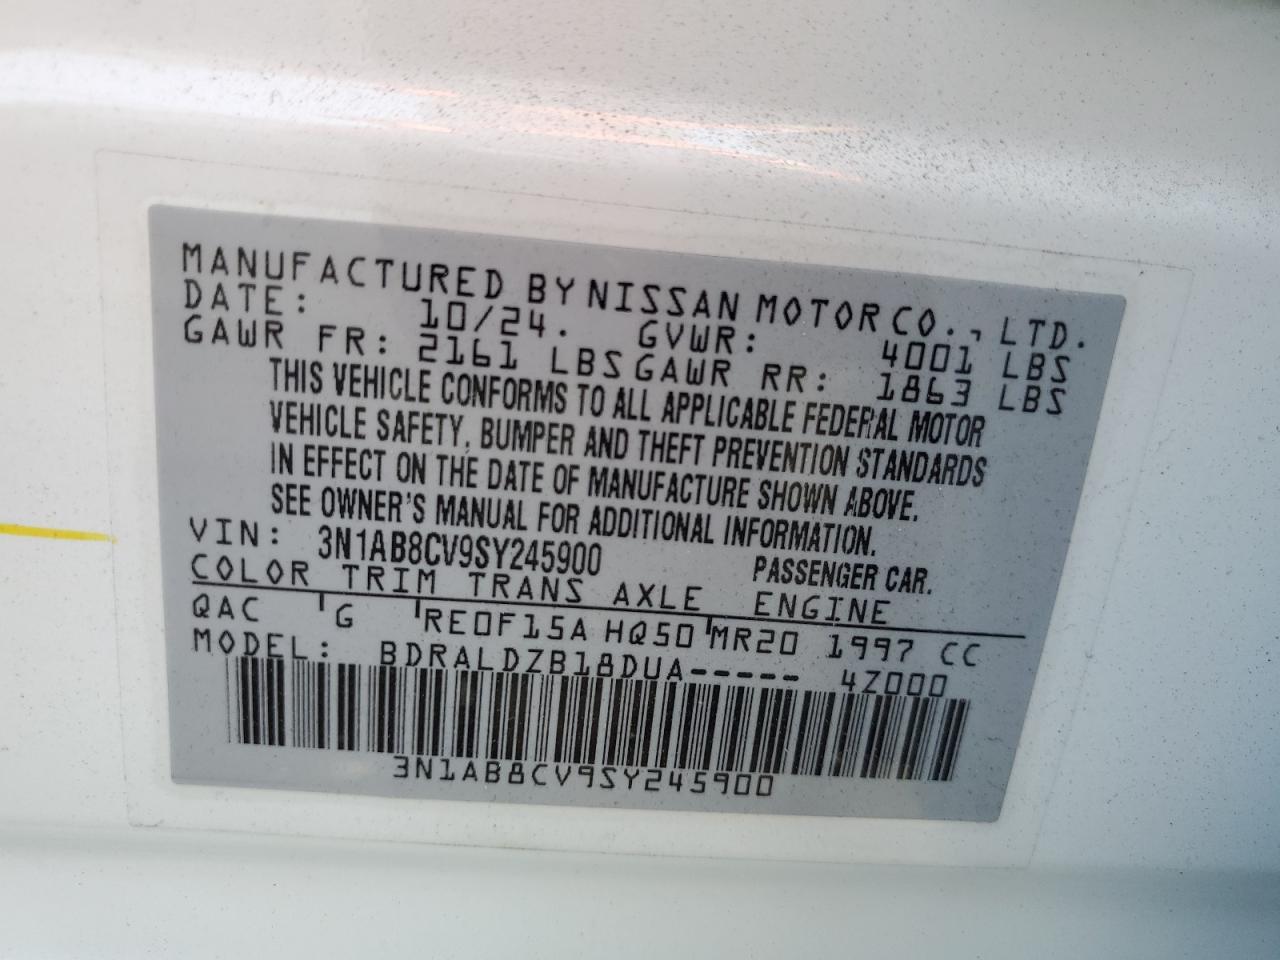 MANUFACTURED BY NISSAN MOTOR CO., LTD.
DATE: 10/24. GVWR: 4001 LBS
GAWR FR: 2161 LBS GAWR RR: 1863 LBS
THIS VEHICLE CONFORMS TO ALL APPLICABLE FEDERAL MOTOR
VEHICLE SAFETY, BUMPER AND THEFT PREVENTION STANDARDS
IN EFFECT ON THE DATE OF MANUFACTURE SHOWN ABOVE.
SEE OWNER'S MANUAL FOR ADDITIONAL INFORMATION.
VIN: 3N1AB8CV9SY245900 PASSENGER CAR.
COLOR TRIM TRANS AXLE ENGINE
QAC G RE0F15A HQ50 MR20 1997 CC
MODEL: BDRALDZB18DUA----- 4Z000
3N1AB8CV9SY245900